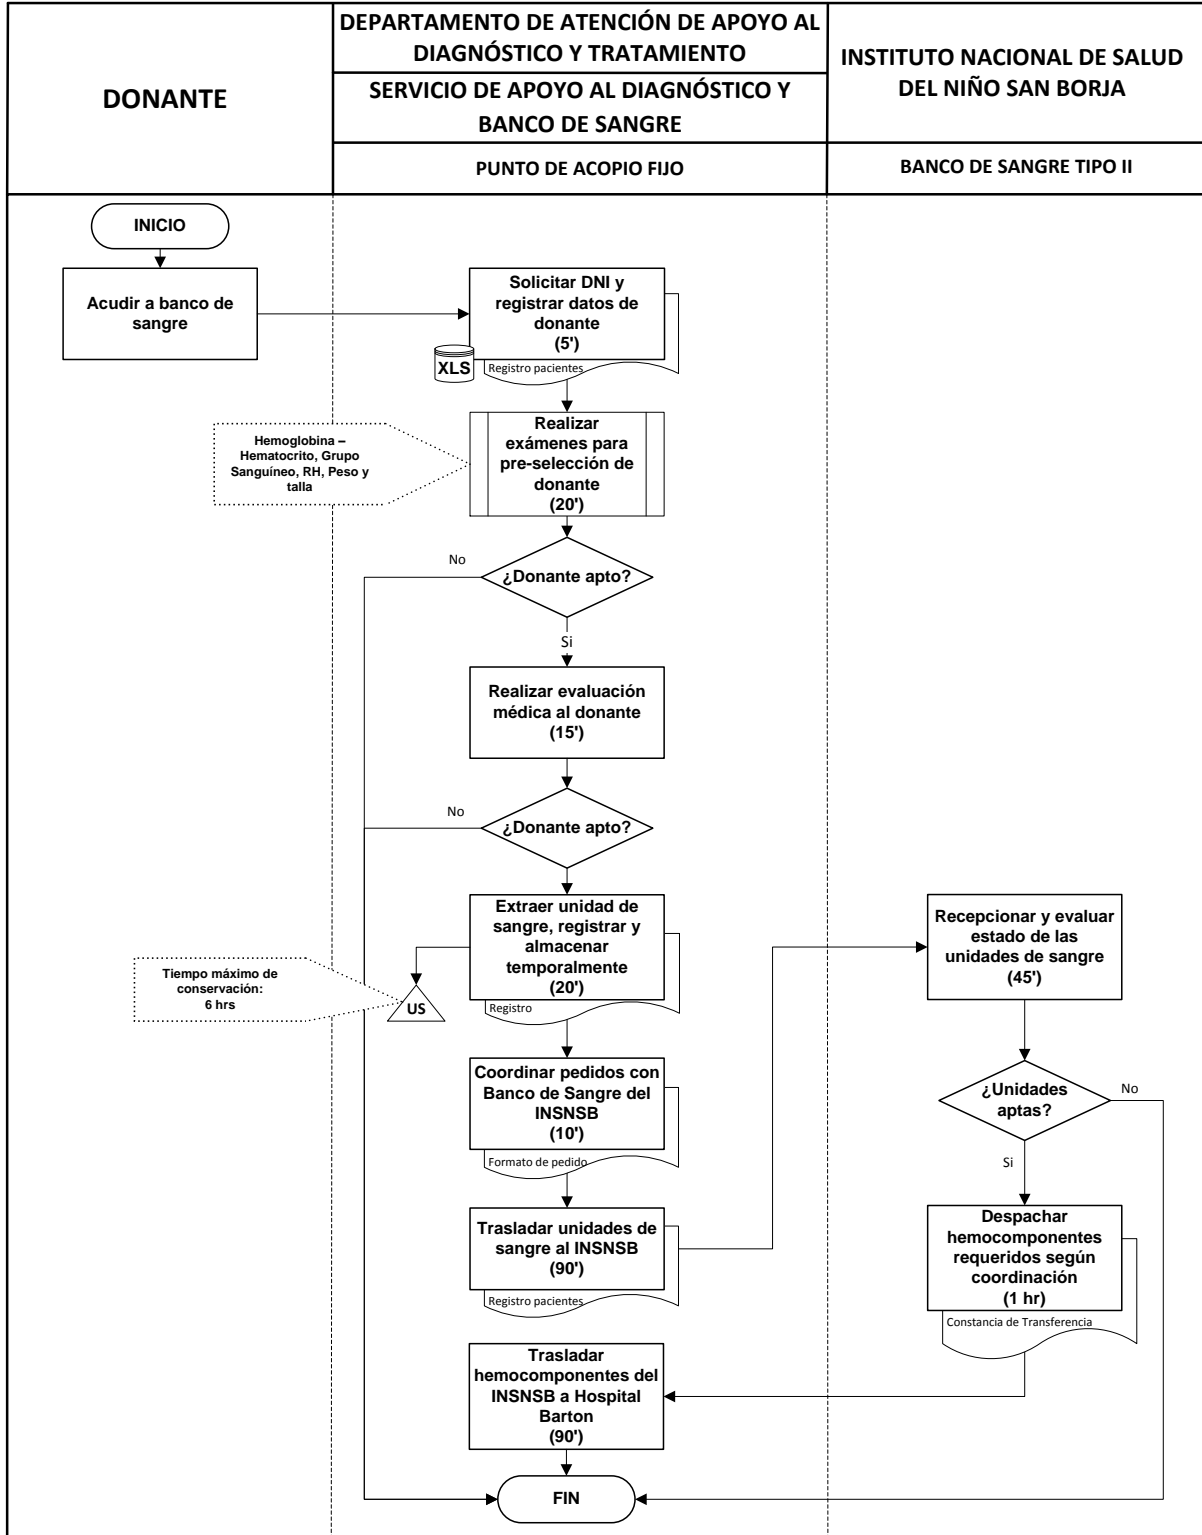 DONANTE
DEPARTAMENTO DE ATENCIÓN DE APOYO AL
DIAGNÓSTICO Y TRATAMIENTO
SERVICIO DE APOYO AL DIAGNÓSTICO Y
BANCO DE SANGRE
PUNTO DE ACOPIO FIJO
INSTITUTO NACIONAL DE SALUD
DEL NIÑO SAN BORJA
BANCO DE SANGRE TIPO II
INICIO
Acudir a banco de
sangre
Solicitar DNI y
registrar datos de
donante
(5')
XLS
Registro pacientes
Hemoglobina –
Hematocrito, Grupo
Sanguíneo, RH, Peso y
talla
Realizar
exámenes para
pre-selección de
donante
(20')
No
¿Donante apto?
Si
Realizar evaluación
médica al donante
(15')
No
¿Donante apto?
Extraer unidad de
sangre, registrar y
almacenar
temporalmente
(20')
Registro
Tiempo máximo de
conservación:
6 hrs
US
Recepcionar y evaluar
estado de las
unidades de sangre
(45')
Coordinar pedidos con
Banco de Sangre del
INSNSB
(10')
Formato de pedido
¿Unidades
aptas?
No
Si
Trasladar unidades de
sangre al INSNSB
(90')
Registro pacientes
Despachar
hemocomponentes
requeridos según
coordinación
(1 hr)
Constancia de Transferencia
Trasladar
hemocomponentes del
INSNSB a Hospital
Barton
(90')
FIN